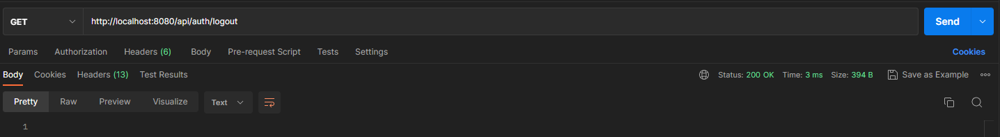 GET http://localhost:8080/api/auth/logout Send
Params Authorization Headers (6) Body Pre-request Script Tests Settings Cookies
Body Cookies Headers (13) Test Results Status: 200 OK Time: 3 ms Size: 394 B Save as Example
Pretty Raw Preview Visualize Text
1